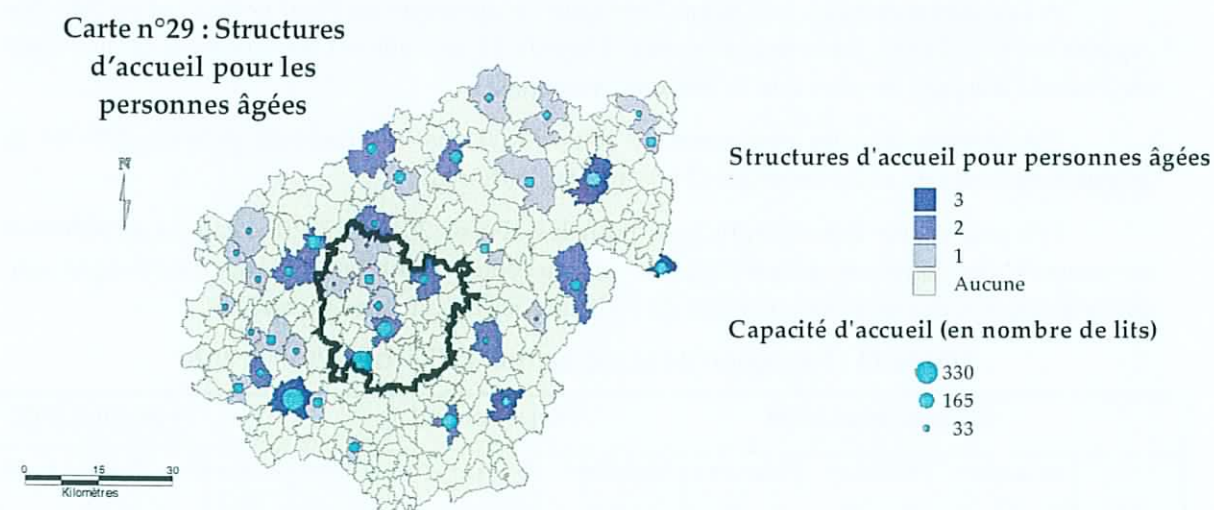 Carte n°29 : Structures
d'accueil pour les
personnes âgées
N
Structures d'accueil pour personnes âgées
3
2
1
Aucune
Capacité d'accueil (en nombre de lits)
330
165
33
0 15 30
Kilomètres